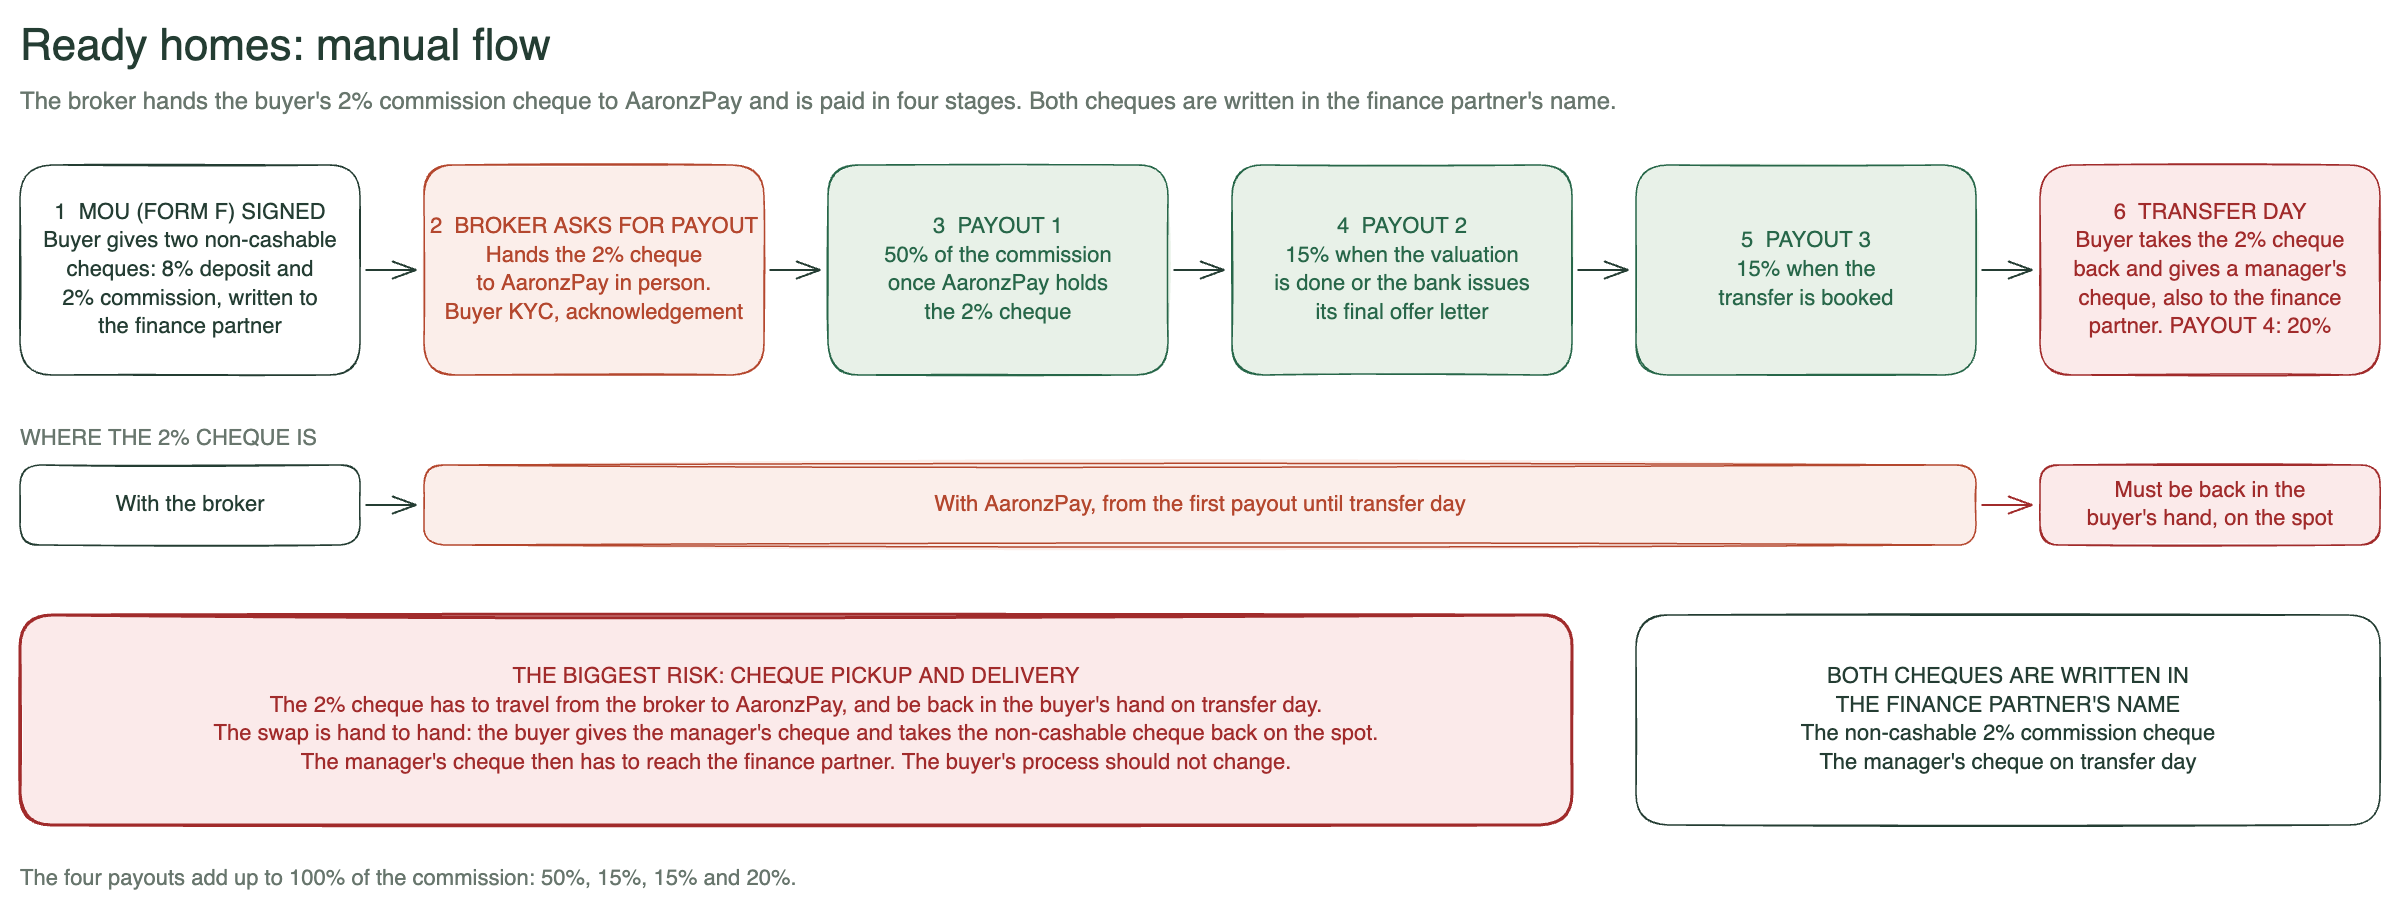 Ready homes: manual flow
The broker hands the buyer's 2% commission cheque to AaronzPay and is paid in four stages. Both cheques are written in the finance partner's name.
1 MOU (FORM F) SIGNED
Buyer gives two non-cashable
cheques: 8% deposit and
2% commission, written to
the finance partner
2 BROKER ASKS FOR PAYOUT
Hands the 2% cheque
to AaronzPay in person.
Buyer KYC, acknowledgement
3 PAYOUT 1
50% of the commission
once AaronzPay holds
the 2% cheque
4 PAYOUT 2
15% when the valuation
is done or the bank issues
its final offer letter
5 PAYOUT 3
15% when the
transfer is booked
6 TRANSFER DAY
Buyer takes the 2% cheque
back and gives a manager's
cheque, also to the finance
partner. PAYOUT 4: 20%
WHERE THE 2% CHEQUE IS
With the broker
With AaronzPay, from the first payout until transfer day
Must be back in the
buyer's hand, on the spot
THE BIGGEST RISK: CHEQUE PICKUP AND DELIVERY
The 2% cheque has to travel from the broker to AaronzPay, and be back in the buyer's hand on transfer day.
The swap is hand to hand: the buyer gives the manager's cheque and takes the non-cashable cheque back on the spot.
The manager's cheque then has to reach the finance partner. The buyer's process should not change.
BOTH CHEQUES ARE WRITTEN IN
THE FINANCE PARTNER'S NAME
The non-cashable 2% commission cheque
The manager's cheque on transfer day
The four payouts add up to 100% of the commission: 50%, 15%, 15% and 20%.